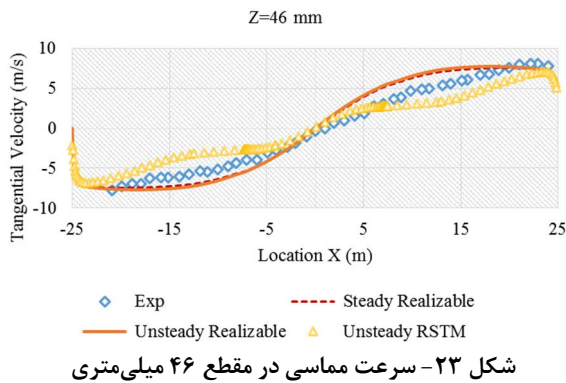 Z=46 mm
Tangential Velocity (m/s)
10
5
0
-5
-10
-25 -15 -5 5 15 25
Location X (m)
Exp Steady Realizable
Unsteady Realizable Unsteady RSTM
شکل ۲۳- سرعت مماسی در مقطع ۴۶ میلی‌متری